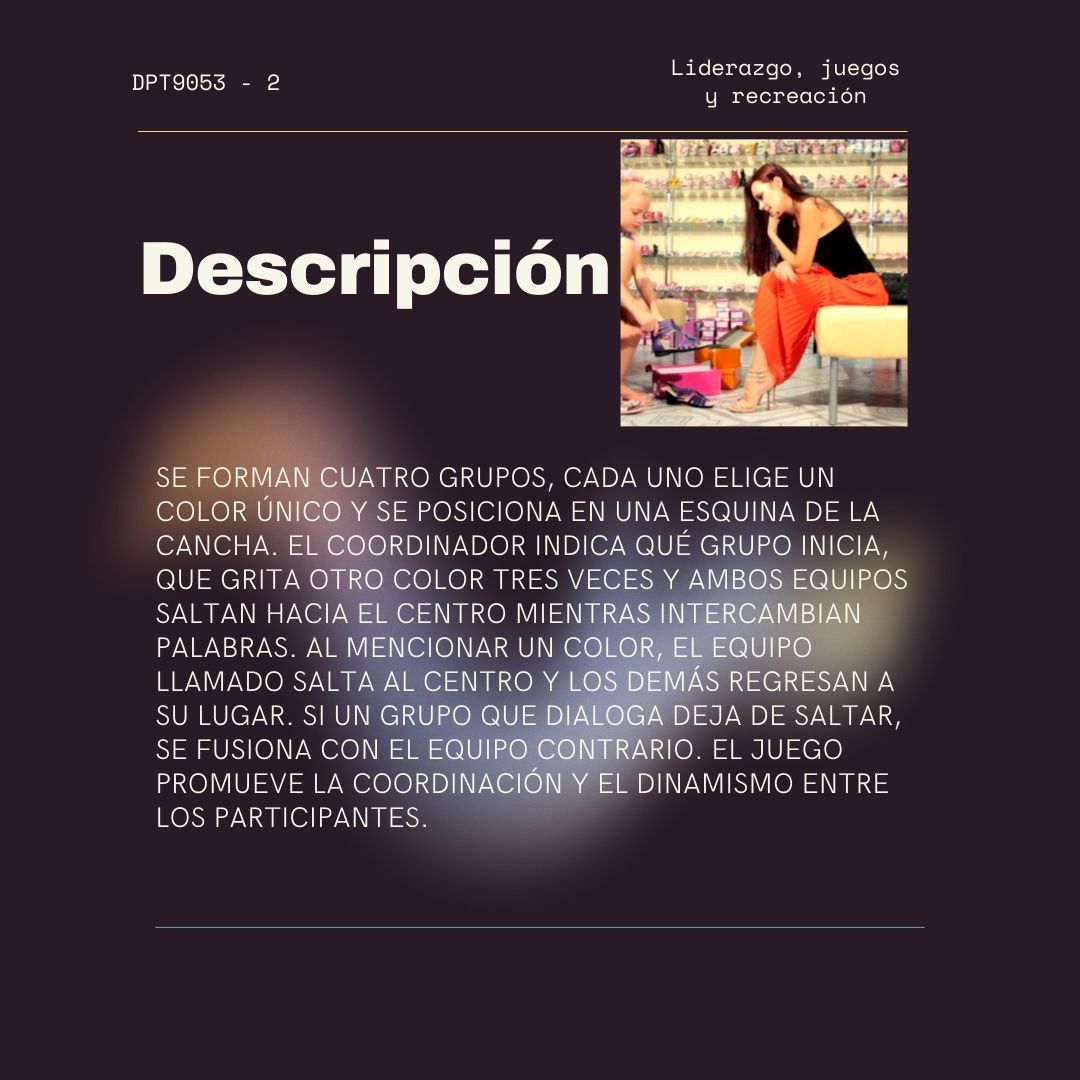 DPT9053 - 2
Liderazgo, juegos
y recreación
Descripción
SE FORMAN CUATRO GRUPOS, CADA UNO ELIGE UN
COLOR ÚNICO Y SE POSICIONA EN UNA ESQUINA DE LA
CANCHA. EL COORDINADOR INDICA QUÉ GRUPO INICIA,
QUE GRITA OTRO COLOR TRES VECES Y AMBOS EQUIPOS
SALTAN HACIA EL CENTRO MIENTRAS INTERCAMBIAN
PALABRAS. AL MENCIONAR UN COLOR, EL EQUIPO
LLAMADO SALTA AL CENTRO Y LOS DEMÁS REGRESAN A
SU LUGAR. SI UN GRUPO QUE DIALOGA DEJA DE SALTAR,
SE FUSIONA CON EL EQUIPO CONTRARIO. EL JUEGO
PROMUEVE LA COORDINACIÓN Y EL DINAMISMO ENTRE
LOS PARTICIPANTES.